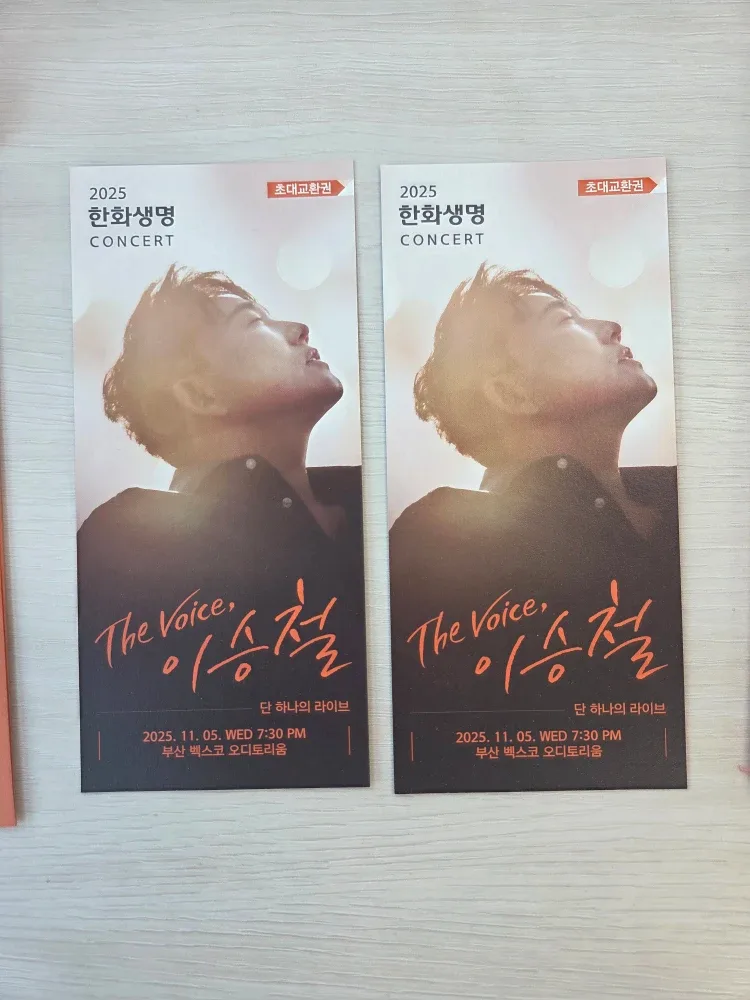 2025
한화생명
CONCERT
초대교환권
The Voice,
이승철
단 하나의 라이브
2025. 11. 05. WED 7:30 PM
부산 벡스코 오디토리움
2025
한화생명
CONCERT
초대교환권
The Voice,
이승철
단 하나의 라이브
2025. 11. 05. WED 7:30 PM
부산 벡스코 오디토리움